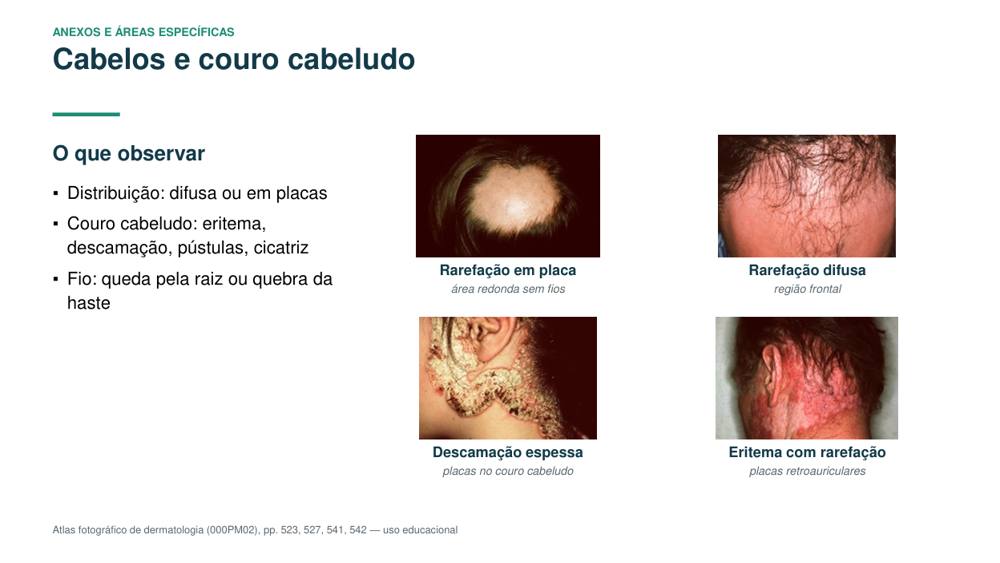 ANEXOS E ÁREAS ESPECÍFICAS
Cabelos e couro cabeludo
O que observar
▪ Distribuição: difusa ou em placas
▪ Couro cabeludo: eritema,
descamação, pústulas, cicatriz
▪ Fio: queda pela raiz ou quebra da
haste
Rarefação em placa
área redonda sem fios
Rarefação difusa
região frontal
Descamação espessa
placas no couro cabeludo
Eritema com rarefação
placas retroauriculares
Atlas fotográfico de dermatologia (000PM02), pp. 523, 527, 541, 542 — uso educacional